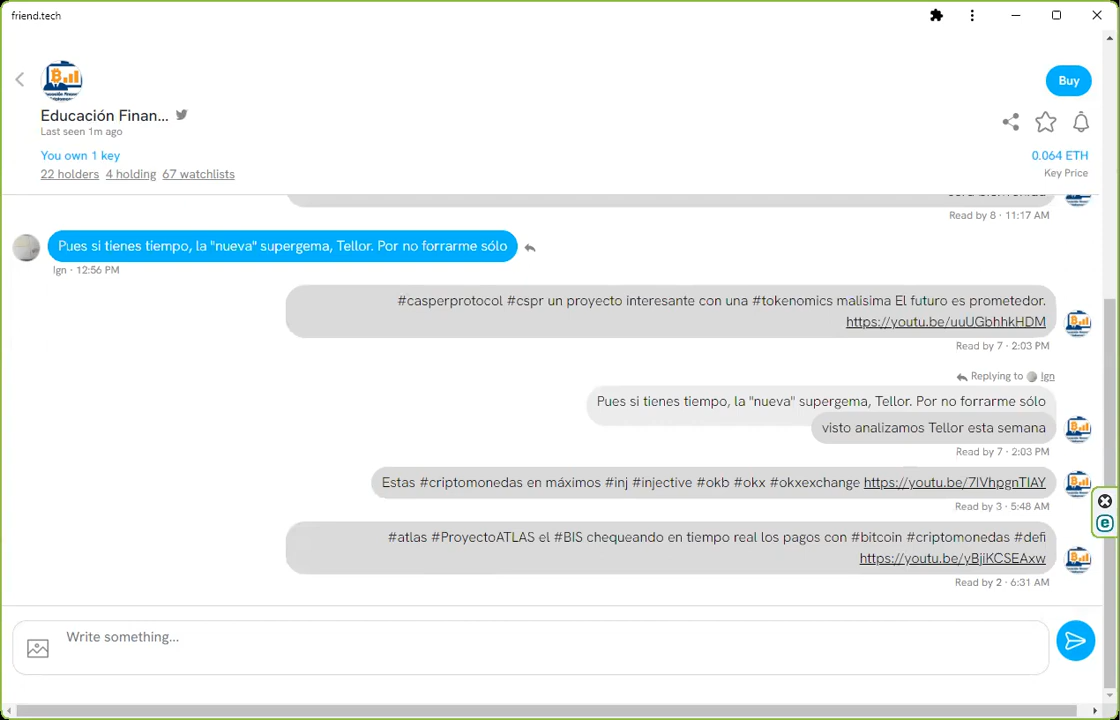 friend.tech
Buy
Educación Finan...
Last seen 1m ago
You own 1 key
0.064 ETH
22 holders 4 holding 67 watchlists
Key Price
Read by 8 · 11:17 AM
Pues si tienes tiempo, la "nueva" supergema, Tellor. Por no forrarme sólo
Ign · 12:56 PM
#casperprotocol #cspr un proyecto interesante con una #tokenomics malisima El futuro es prometedor.
https://youtu.be/uuUGbhhkHDM
Read by 7 · 2:03 PM
Replying to Ign
Pues si tienes tiempo, la "nueva" supergema, Tellor. Por no forrarme sólo
visto analizamos Tellor esta semana
Read by 7 · 2:03 PM
Estas #criptomonedas en máximos #inj #injective #okb #okx #okxexchange https://youtu.be/7lVhpgnTlAY
Read by 3 · 5:48 AM
#atlas #ProyectoATLAS el #BIS chequeando en tiempo real los pagos con #bitcoin #criptomonedas #defi
https://youtu.be/yBjiKCSEAxw
Read by 2 · 6:31 AM
Write something...